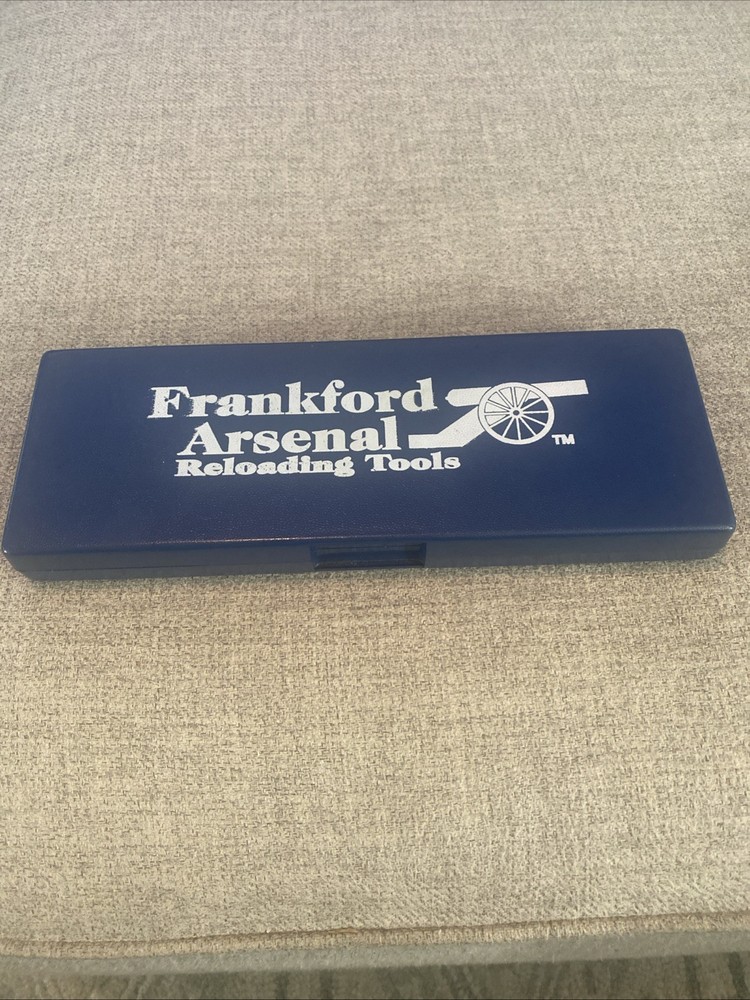 Frankford
Arsenal
Reloading Tools
TM